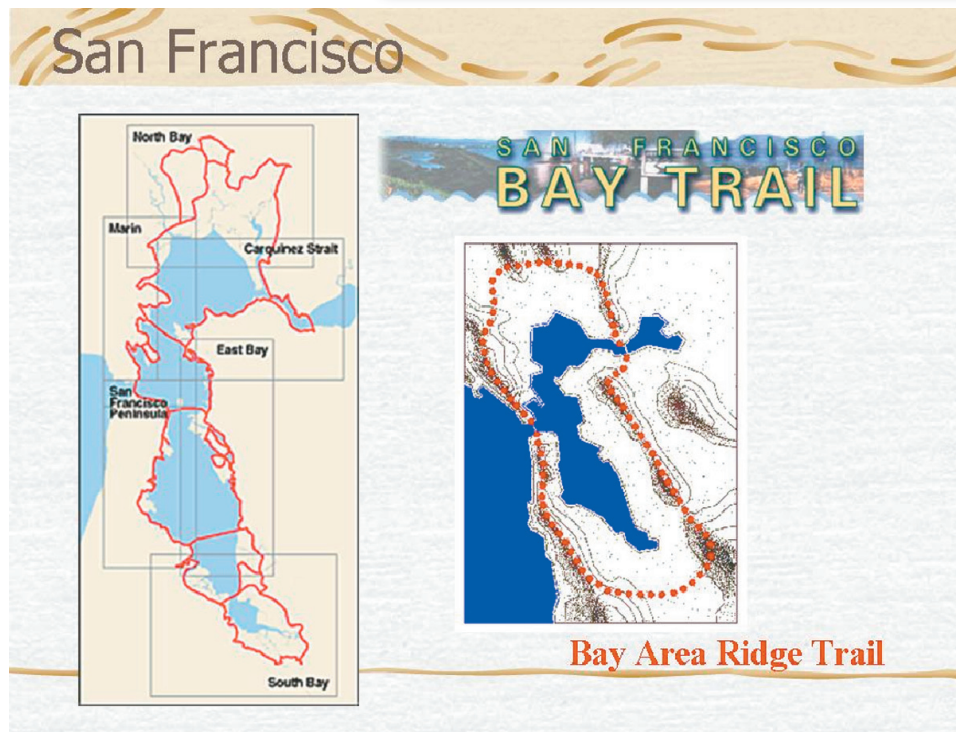 San Francisco
North Bay
Marin
Carquinez Strait
East Bay
San
Francisco
Peninsula
South Bay
SAN FRANCISCO
BAY TRAIL
Bay Area Ridge Trail